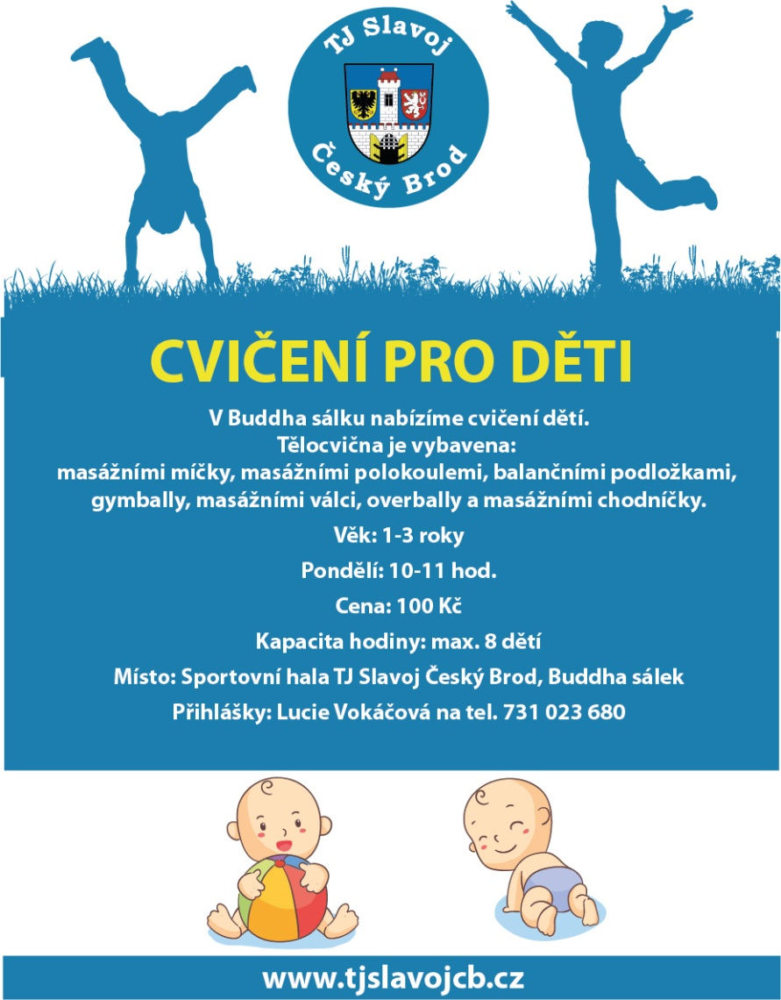 TJ Slavoj
Český Brod
CVIČENÍ PRO DĚTI
V Buddha sálku nabízíme cvičení dětí.
Tělocvična je vybavena:
masážními míčky, masážními polokoulemi, balančními podložkami,
gymbally, masážními válci, overbally a masážními chodníčky.
Věk: 1-3 roky
Pondělí: 10-11 hod.
Cena: 100 Kč
Kapacita hodiny: max. 8 dětí
Místo: Sportovní hala TJ Slavoj Český Brod, Buddha sálek
Přihlášky: Lucie Vokáčová na tel. 731 023 680
www.tjslavojcb.cz